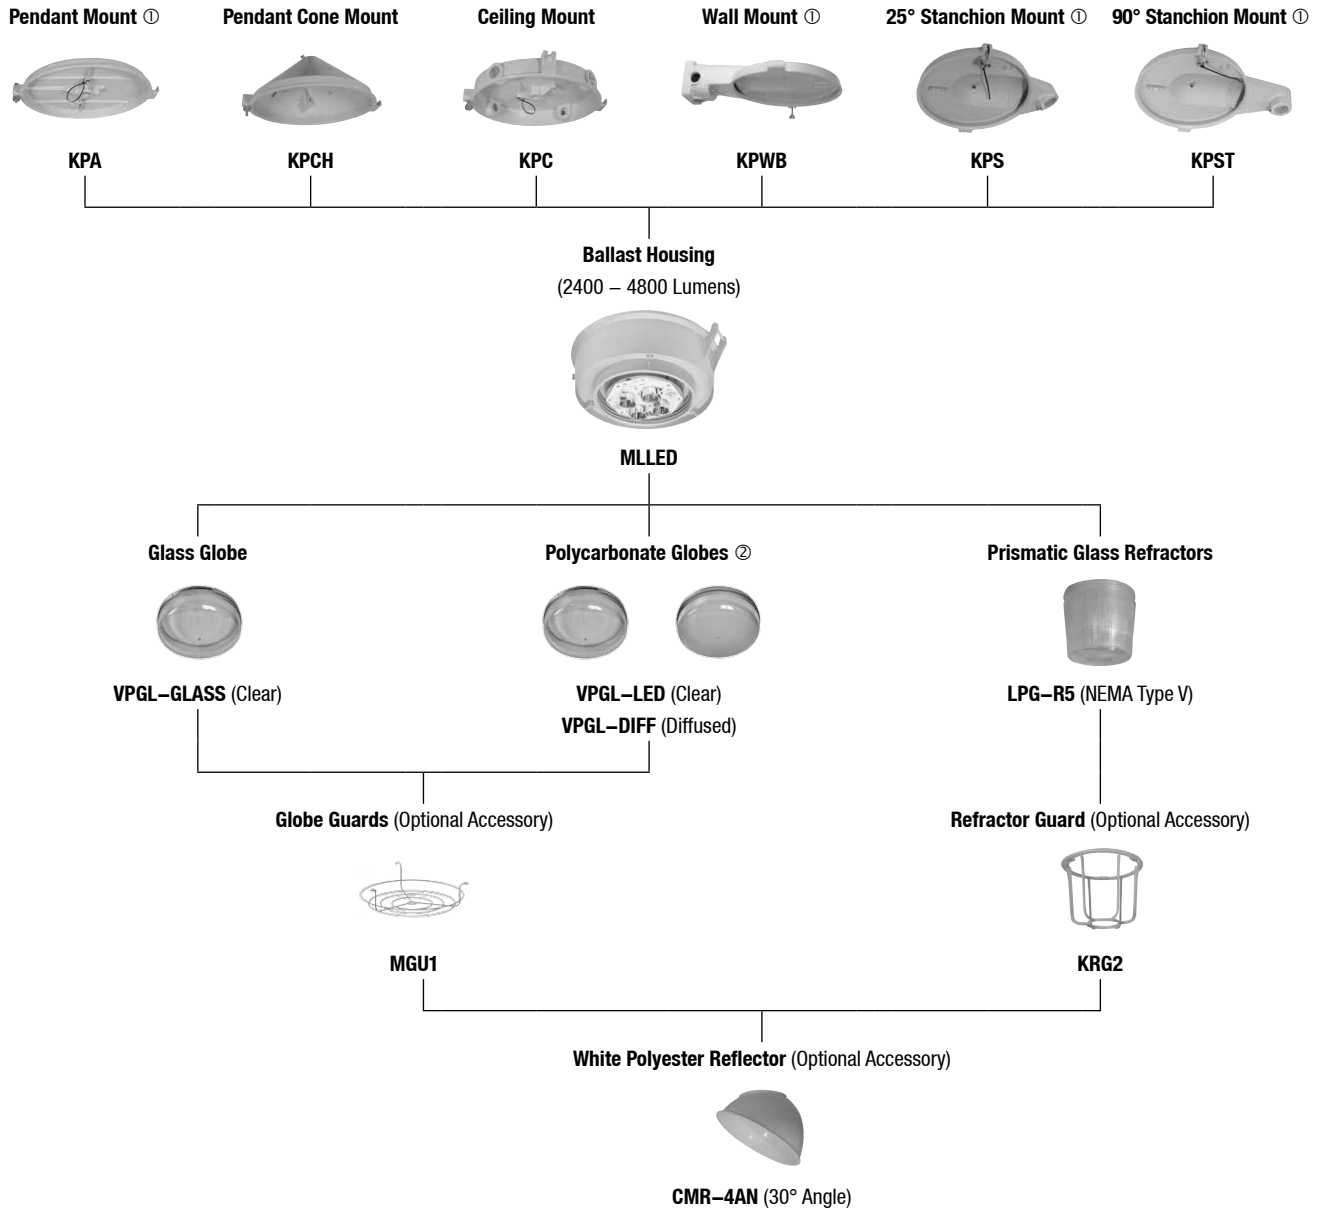 Pendant Mount ①
Pendant Cone Mount
Ceiling Mount
Wall Mount ①
25° Stanchion Mount ①
90° Stanchion Mount ①
KPA
KPCH
KPC
KPWB
KPS
KPST
Ballast Housing
(2400 – 4800 Lumens)
MLLED
Glass Globe
Polycarbonate Globes ②
Prismatic Glass Refractors
VPGL–GLASS (Clear)
VPGL–LED (Clear)
VPGL–DIFF (Diffused)
LPG–R5 (NEMA Type V)
Globe Guards (Optional Accessory)
Refractor Guard (Optional Accessory)
MGU1
KRG2
White Polyester Reflector (Optional Accessory)
CMR–4AN (30° Angle)